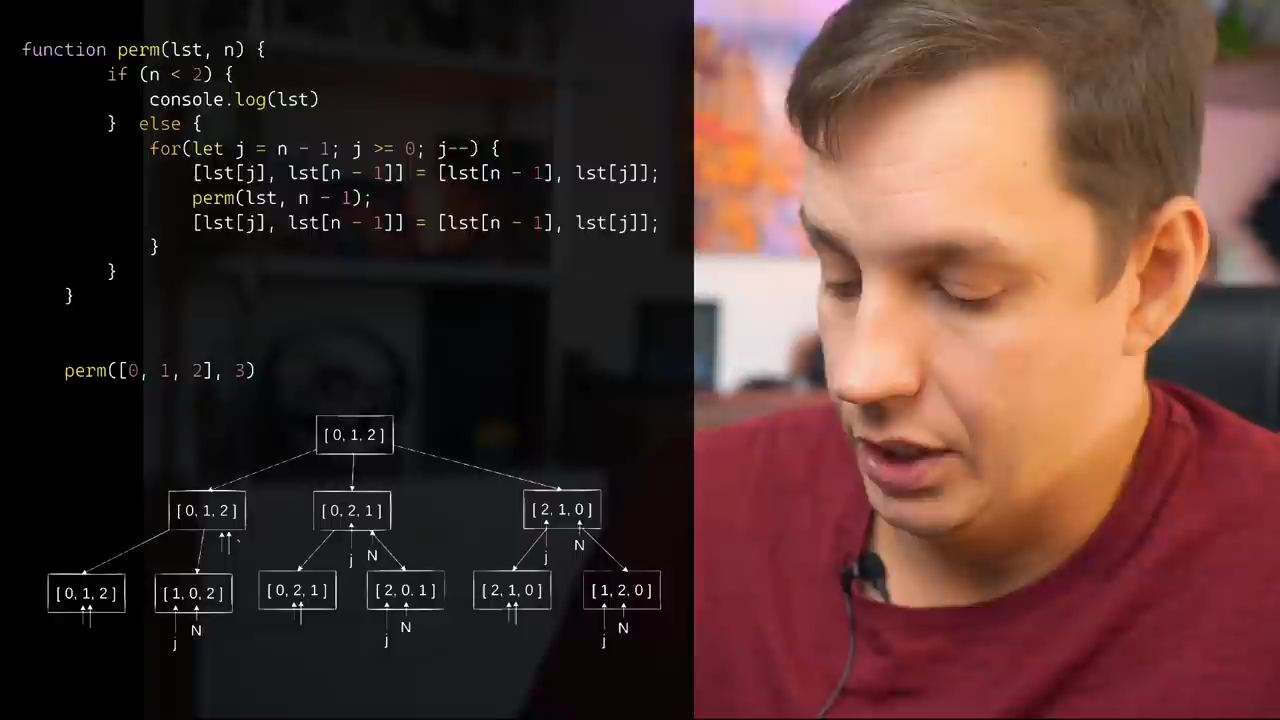 function perm(lst, n) {
if (n < 2) {
console.log(lst)
} else {
for(let j = n - 1; j >= 0; j--) {
[lst[j], lst[n - 1]] = [lst[n - 1], lst[j]];
perm(lst, n - 1);
[lst[j], lst[n - 1]] = [lst[n - 1], lst[j]];
}
}
}
perm([0, 1, 2], 3)
[ 0, 1, 2 ]
[ 0, 1, 2 ] [ 0, 2, 1 ] [ 2, 1, 0 ]
j N j N
[ 0, 1, 2 ] [ 1, 0, 2 ] [ 0, 2, 1 ] [ 2, 0, 1 ] [ 2, 1, 0 ] [ 1, 2, 0 ]
j N j N j N